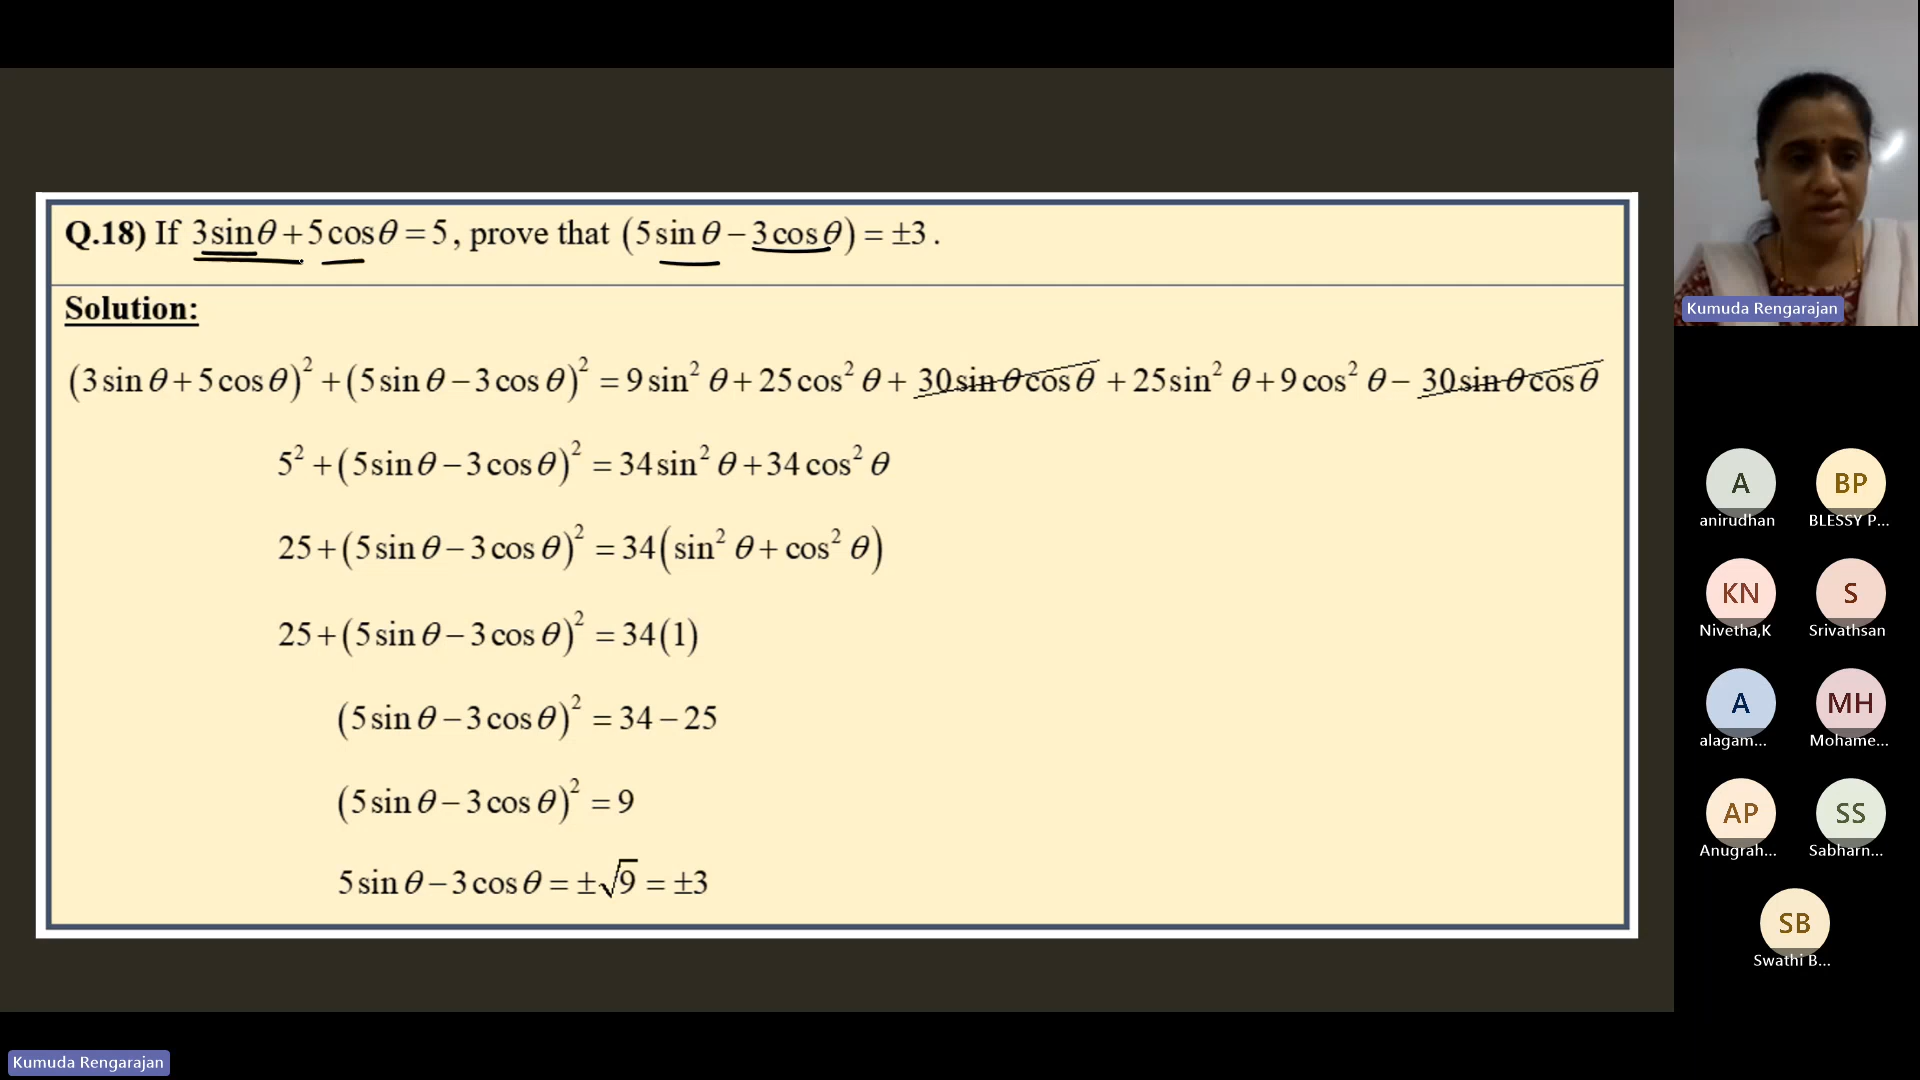 Q.18) If 3sinθ + 5cosθ = 5, prove that (5sinθ − 3cosθ) = ±3.
Solution:
(3sinθ + 5cosθ)² + (5sinθ − 3cosθ)² = 9sin²θ + 25cos²θ + 30sinθcosθ + 25sin²θ + 9cos²θ − 30sinθcosθ
5² + (5sinθ − 3cosθ)² = 34sin²θ + 34cos²θ
25 + (5sinθ − 3cosθ)² = 34(sin²θ + cos²θ)
25 + (5sinθ − 3cosθ)² = 34(1)
(5sinθ − 3cosθ)² = 34 − 25
(5sinθ − 3cosθ)² = 9
5sinθ − 3cosθ = ±√9 = ±3
Kumuda Rengarajan
A
BP
anirudhan
BLESSY P...
KN
S
Nivetha,K
Srivathsan
A
MH
alagam...
Mohame...
AP
SS
Anugrah...
Sabharn...
SB
Swathi B...
Kumuda Rengarajan